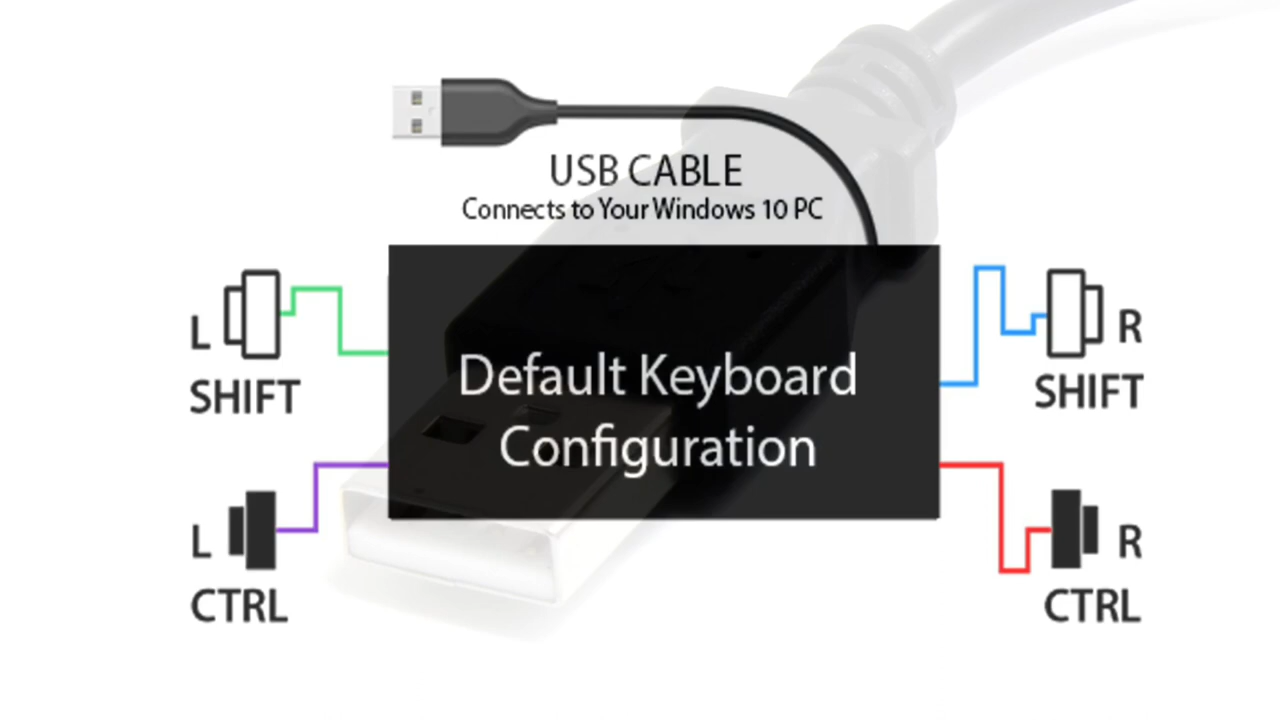 USB CABLE
Connects to Your Windows 10 PC
L
SHIFT
R
SHIFT
Default Keyboard
Configuration
L
CTRL
R
CTRL